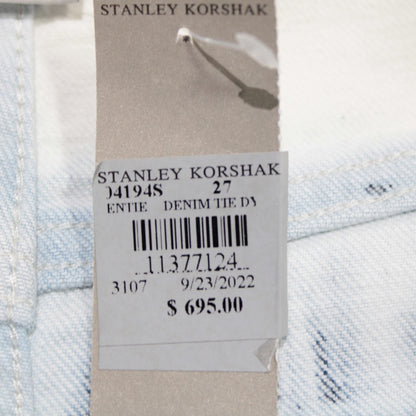 STANLEY KORSHAK
STANLEY KORSHAK
04194S 27
ENTIE DENIM TIE DY
11377124
3107 9/23/2022
$ 695.00